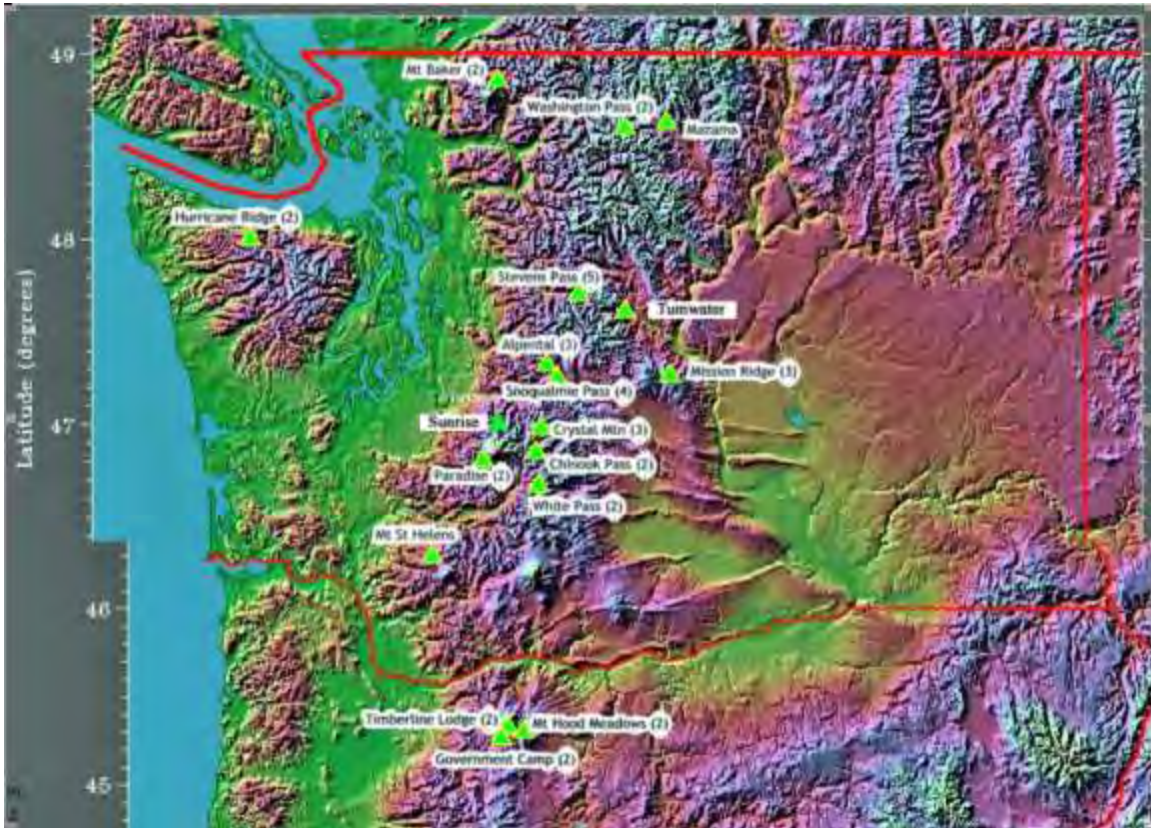 49
Mt Baker (2)
Washington Pass (2)
Mazama
Hurricane Ridge (2)
48
Stevens Pass (5)
Tumwater
Alpental (3)
Mission Ridge (3)
Snoqualmie Pass (4)
Latitude (degrees)
47
Sunrise
Crystal Mtn (3)
Chinook Pass (2)
Paradise (2)
White Pass (2)
Mt St Helens
46
Timberline Lodge (2)
Mt Hood Meadows (2)
Government Camp (2)
45